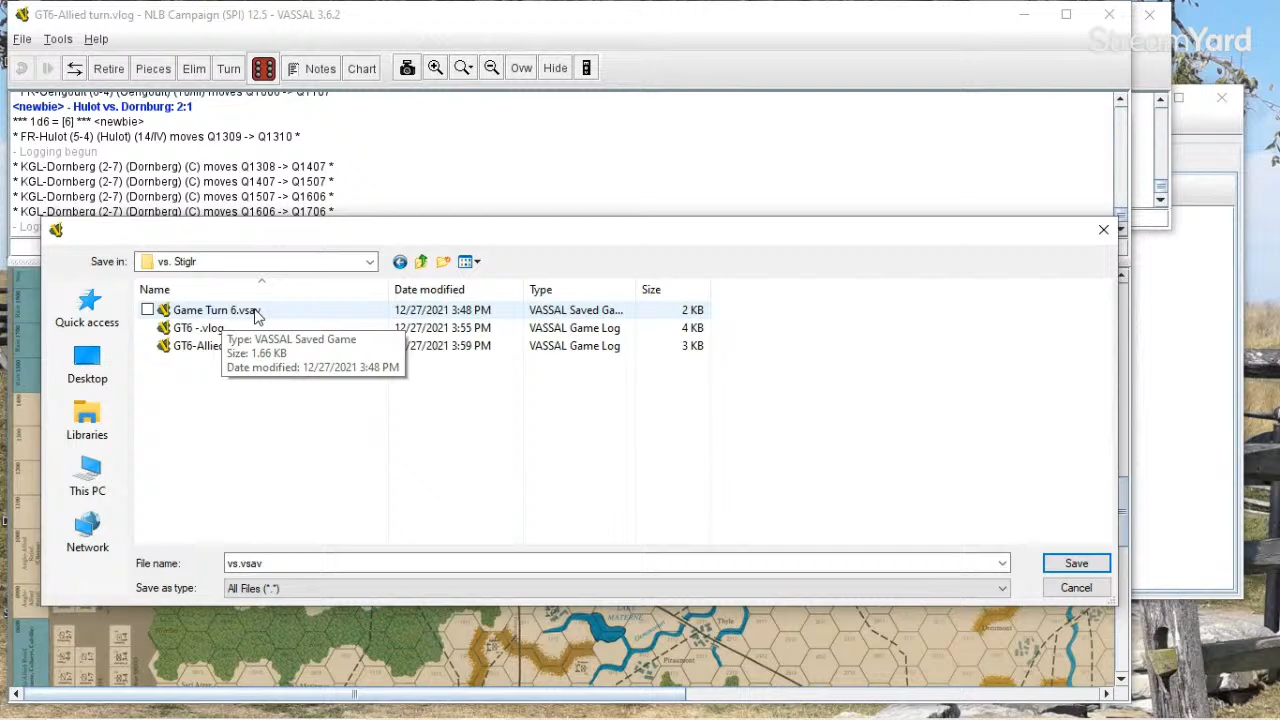 GT6-Allied turn.vlog - NLB Campaign (SPI) 12.5 - VASSAL 3.6.2
StreamYard
File Tools Help
Retire Pieces Elim Turn Notes Chart Ovw Hide
<newbie> - Hulot vs. Dornburg: 2:1
*** 1d6 = [6] *** <newbie>
* FR-Hulot (5-4) (Hulot) (14/IV) moves Q1309 -> Q1310 *
- Logging begun
* KGL-Dornberg (2-7) (Dornberg) (C) moves Q1308 -> Q1407 *
* KGL-Dornberg (2-7) (Dornberg) (C) moves Q1407 -> Q1507 *
* KGL-Dornberg (2-7) (Dornberg) (C) moves Q1507 -> Q1606 *
* KGL-Dornberg (2-7) (Dornberg) (C) moves Q1606 -> Q1706 *
Save in: vs. Stiglr
Name Date modified Type Size
Quick access
Desktop
Libraries
This PC
Network
Game Turn 6.vsav 12/27/2021 3:48 PM VASSAL Saved Ga... 2 KB
GT6 -.vlog 12/27/2021 3:55 PM VASSAL Game Log 4 KB
GT6-Allied /27/2021 3:59 PM VASSAL Game Log 3 KB
Type: VASSAL Saved Game
Size: 1.66 KB
Date modified: 12/27/2021 3:48 PM
File name: vs.vsav Save
Save as type: All Files (*.*) Cancel
LAKE
MATERNE
Thyle
Piraumont